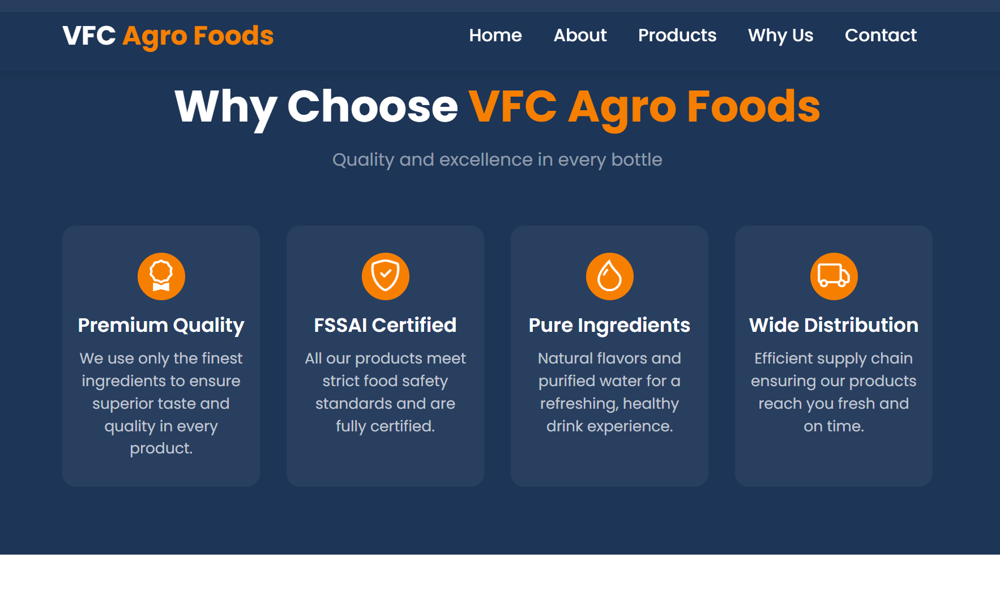 VFC Agro Foods
Home About Products Why Us Contact
Why Choose VFC Agro Foods
Quality and excellence in every bottle
Premium Quality
We use only the finest
ingredients to ensure
superior taste and
quality in every
product.
FSSAI Certified
All our products meet
strict food safety
standards and are
fully certified.
Pure Ingredients
Natural flavors and
purified water for a
refreshing, healthy
drink experience.
Wide Distribution
Efficient supply chain
ensuring our products
reach you fresh and
on time.